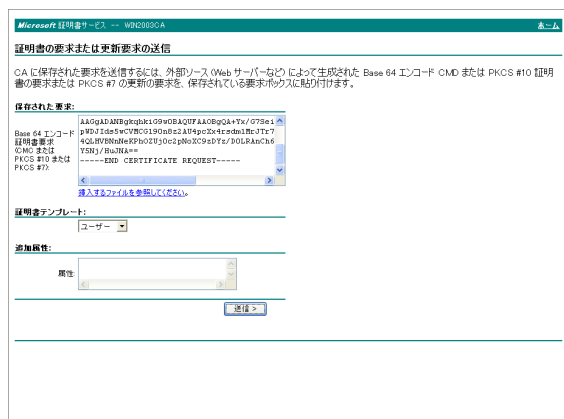 Microsoft 証明書サービス -- WIN2003CA ホーム
証明書の要求または更新要求の送信
CA に保存された要求を送信するには、外部ソース (Web サーバーなど) によって生成された Base 64 エンコード CMD または PKCS #10 証明
書の要求または PKCS #7 の更新の要求を、保存されている要求ボックスに貼り付けます。
保存された要求:
Base 64 エンコード
証明書要求
(CMC または
PKCS #10 または
PKCS #7):
AAGgADANBgkqhkiG9w0BAQUFAAOBgQA+Yx/G7Sei
pWDJIds5wCVMCG19On8z2AU4pcZx4rsdm1MrJTr7
4QLHVBNnNeKPhOZUj0c2pNoXC9zDYz/DOLRAnCh6
Y5Nj/HuJNA==
-----END CERTIFICATE REQUEST-----
挿入するファイルを参照してください。
証明書テンプレート:
ユーザー
追加属性:
属性:
送信 >